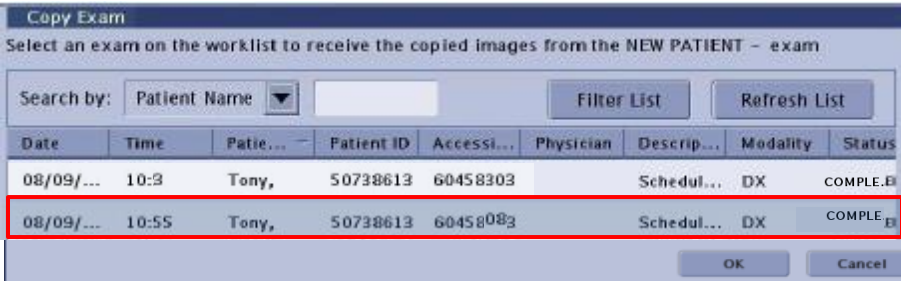 Copy Exam
Select an exam on the worklist to receive the copied images from the NEW PATIENT - exam
Search by: Patient Name Filter List Refresh List
Date Time Patie... Patient ID Accessi... Physician Descrip... Modality Status
08/09/... 10:3 Tony, 50738613 60458303 Schedul... DX COMPLE.
08/09/... 10:55 Tony, 50738613 60458083 Schedul... DX COMPLE
OK Cancel